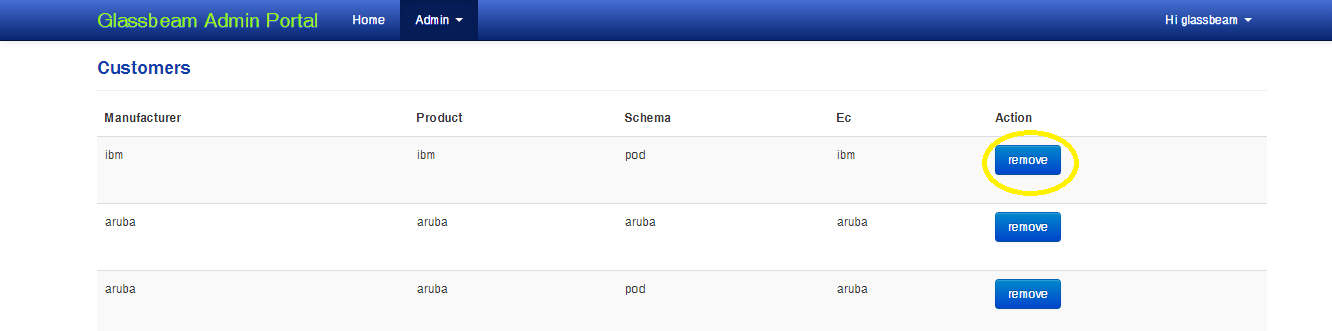 Glassbeam Admin Portal Home Admin Hi glassbeam
Customers
Manufacturer Product Schema Ec Action
ibm ibm pod ibm remove
aruba aruba aruba aruba remove
aruba aruba pod aruba remove